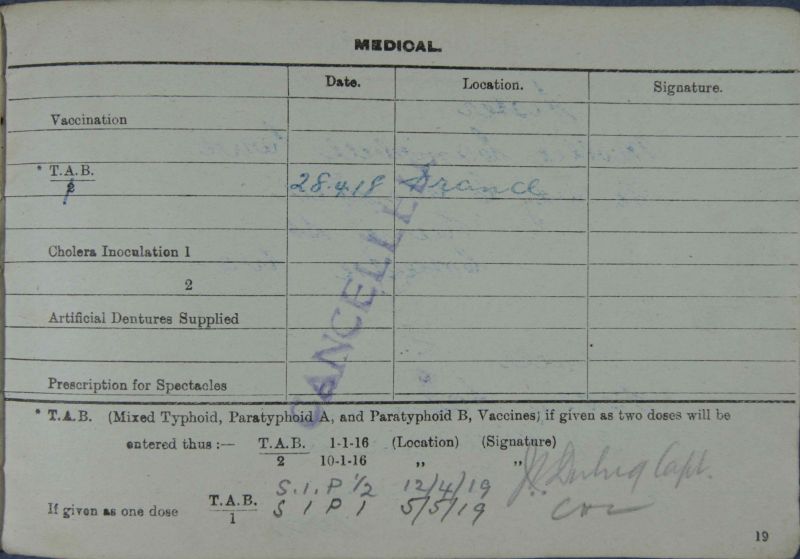 MEDICAL.
Date. Location. Signature.
Vaccination
* T.A.B. 28.4.18 France
2
Cholera Inoculation 1
2
Artificial Dentures Supplied
Prescription for Spectacles
CANCELLED
* T.A.B. (Mixed Typhoid, Paratyphoid A, and Paratyphoid B, Vaccines) if given as two doses will be
entered thus :— T.A.B. 1-1-16 (Location) (Signature)
2 10-1-16 ,, ,,
S.I.P 1/2 12/4/19 Capt.
If given as one dose T.A.B. S I P 1 5/5/19
1
19